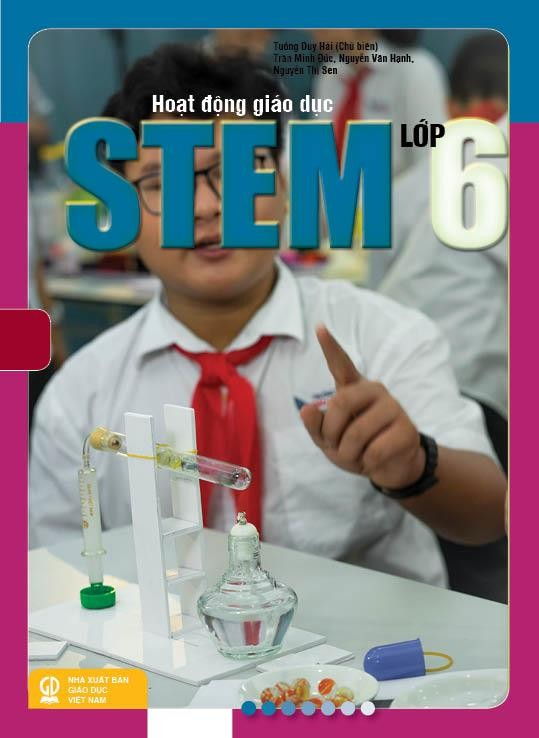 Tưởng Duy Hải (Chủ biên)
Trần Minh Đức, Nguyễn Văn Hạnh,
Nguyễn Thị Sen
Hoạt động giáo dục
STEM LỚP 6
NHÀ XUẤT BẢN
GIÁO DỤC
VIỆT NAM